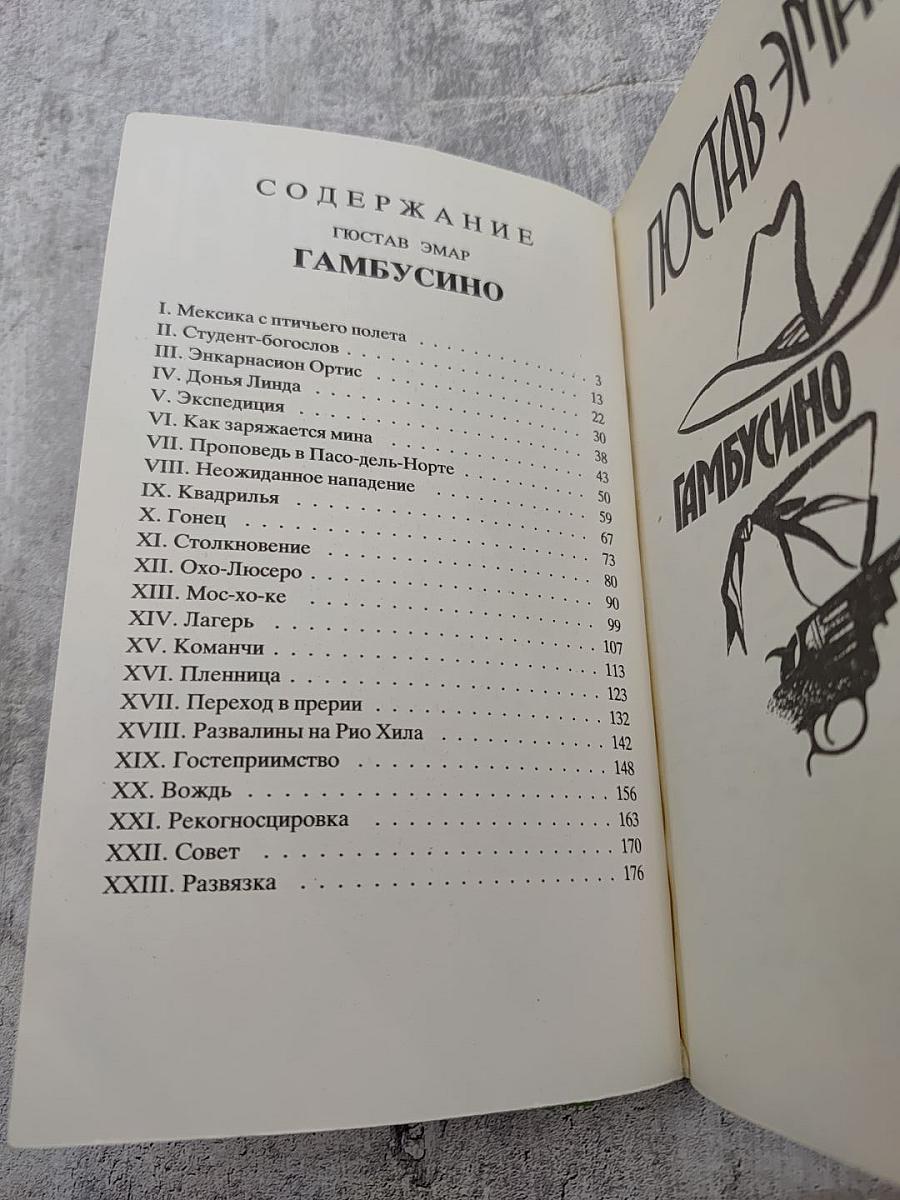 СОДЕРЖАНИЕ
ГЮСТАВ ЭМАР
ГАМБУСИНО
I. Мексика с птичьего полета . . . 3
II. Студент-богослов . . . 13
III. Энкарнасион Ортис . . . 22
IV. Донья Линда . . . 30
V. Экспедиция . . . 38
VI. Как заряжается мина . . . 43
VII. Проповедь в Пасо-дель-Норте . . . 50
VIII. Неожиданное нападение . . . 59
IX. Квадрилья . . . 67
X. Гонец . . . 73
XI. Столкновение . . . 80
XII. Охо-Люсеро . . . 90
XIII. Мос-хо-ке . . . 99
XIV. Лагерь . . . 107
XV. Команчи . . . 113
XVI. Пленница . . . 123
XVII. Переход в прерии . . . 132
XVIII. Развалины на Рио Хила . . . 142
XIX. Гостеприимство . . . 148
XX. Вождь . . . 156
XXI. Рекогносцировка . . . 163
XXII. Совет . . . 170
XXIII. Развязка . . . 176
ГЮСТАВ
ГАМБУСИНО